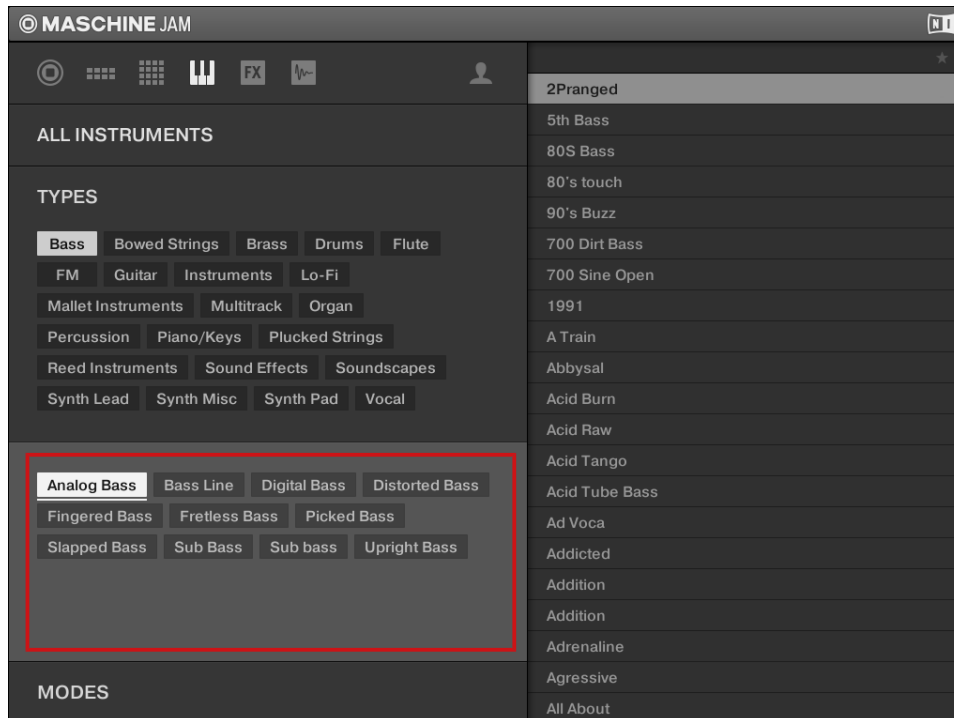 MASCHINE JAM
NI
FX
ALL INSTRUMENTS
TYPES
Bass Bowed Strings Brass Drums Flute
FM Guitar Instruments Lo-Fi
Mallet Instruments Multitrack Organ
Percussion Piano/Keys Plucked Strings
Reed Instruments Sound Effects Soundscapes
Synth Lead Synth Misc Synth Pad Vocal
Analog Bass Bass Line Digital Bass Distorted Bass
Fingered Bass Fretless Bass Picked Bass
Slapped Bass Sub Bass Sub bass Upright Bass
MODES
2Pranged
5th Bass
80S Bass
80's touch
90's Buzz
700 Dirt Bass
700 Sine Open
1991
A Train
Abbysal
Acid Burn
Acid Raw
Acid Tango
Acid Tube Bass
Ad Voca
Addicted
Addition
Addition
Adrenaline
Agressive
All About